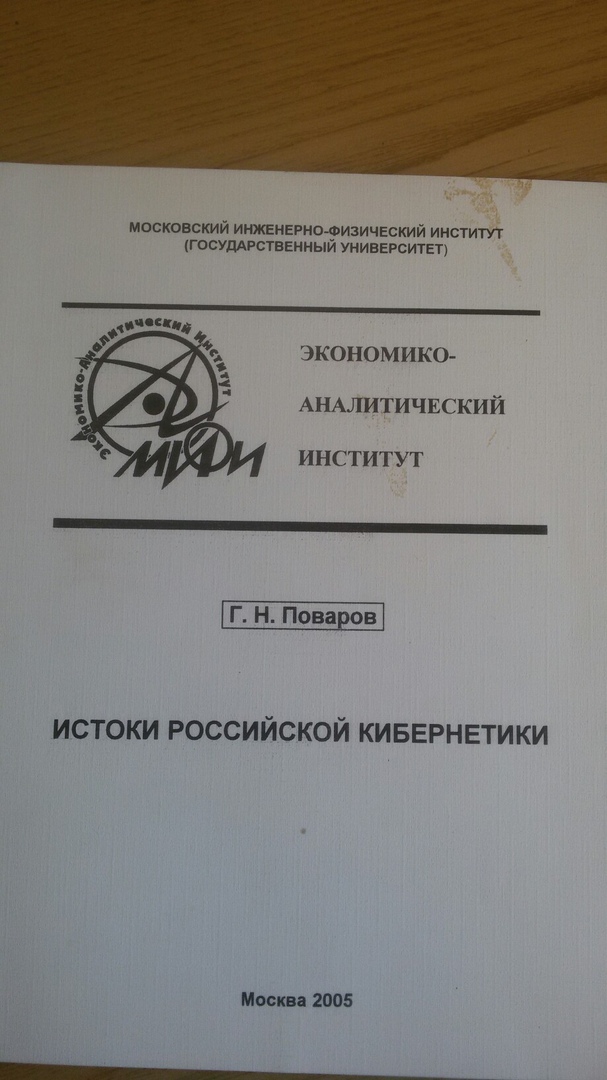 МОСКОВСКИЙ ИНЖЕНЕРНО-ФИЗИЧЕСКИЙ ИНСТИТУТ
(ГОСУДАРСТВЕННЫЙ УНИВЕРСИТЕТ)
Экономико-Аналитический Институт
МИФИ
ЭКОНОМИКО-
АНАЛИТИЧЕСКИЙ
ИНСТИТУТ
Г. Н. Поваров
ИСТОКИ РОССИЙСКОЙ КИБЕРНЕТИКИ
Москва 2005